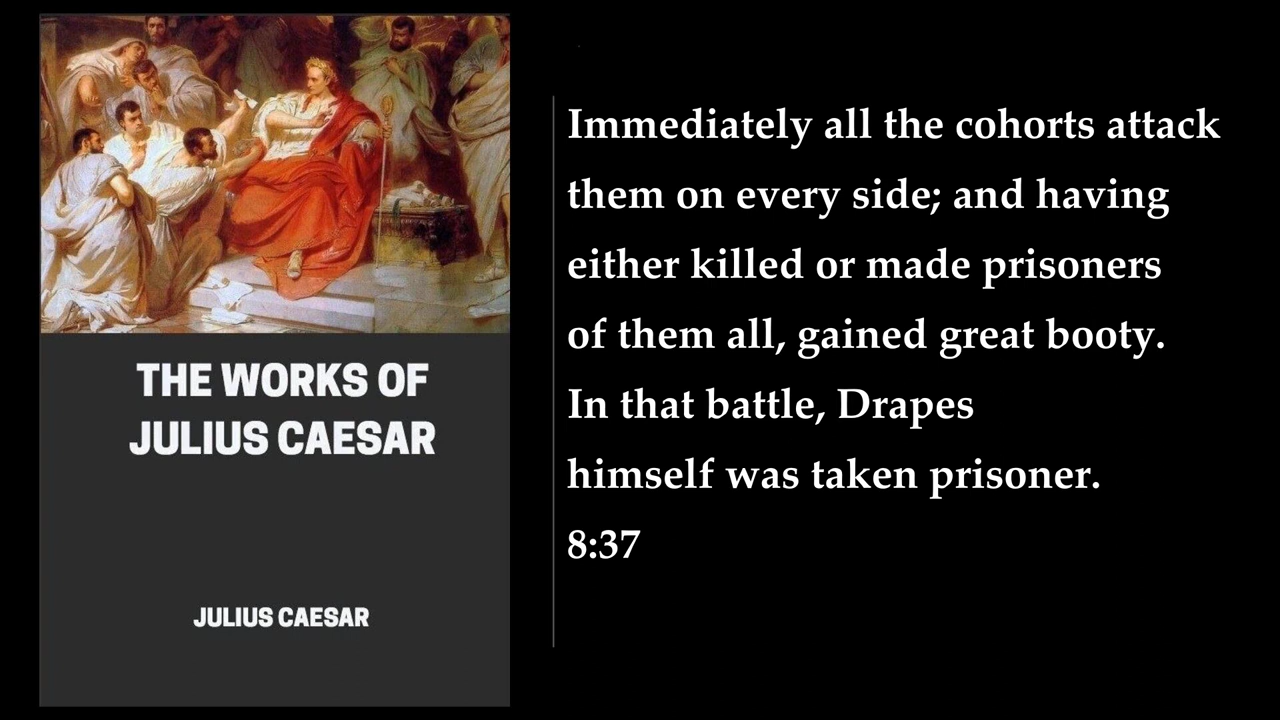 THE WORKS OF
JULIUS CAESAR
JULIUS CAESAR
Immediately all the cohorts attack
them on every side; and having
either killed or made prisoners
of them all, gained great booty.
In that battle, Drapes
himself was taken prisoner.
8:37